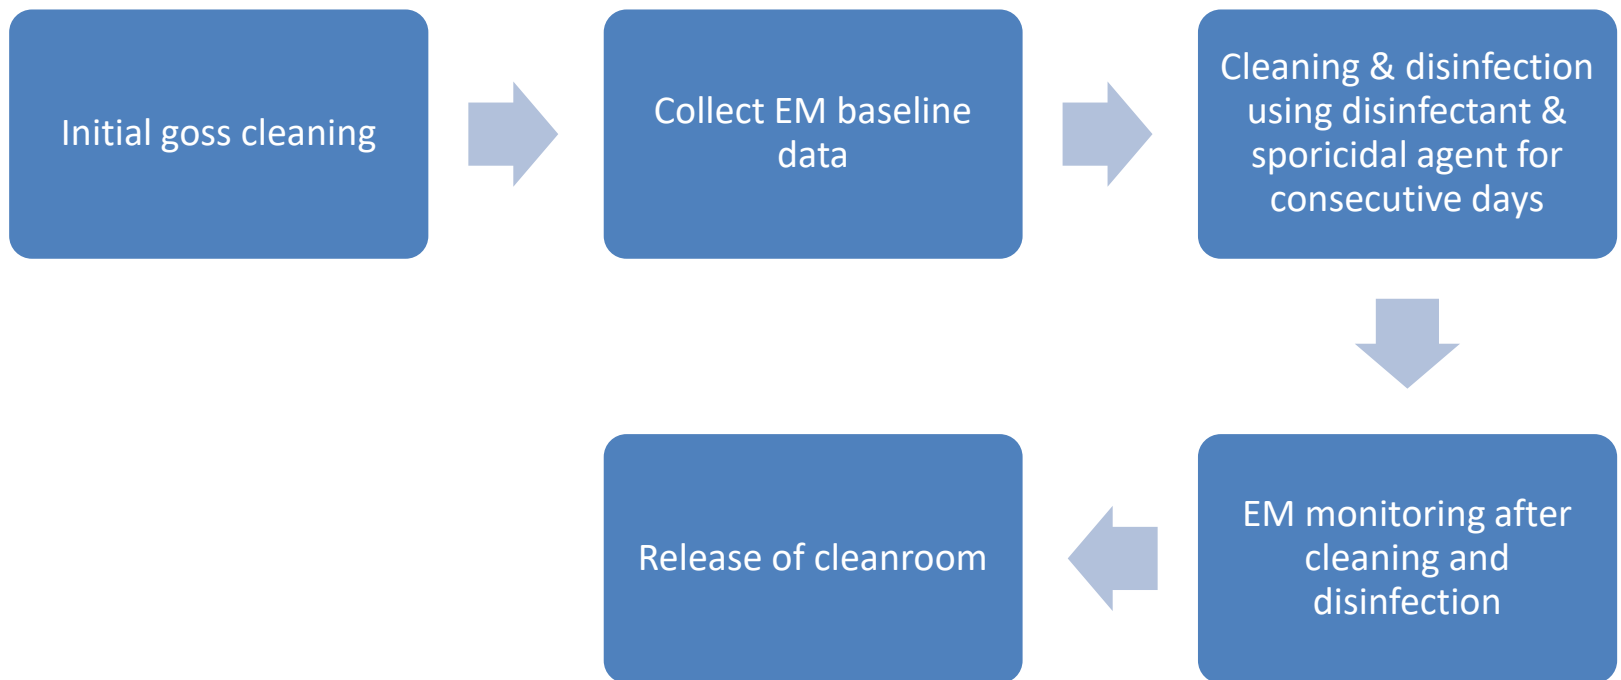 Initial goss cleaning
Collect EM baseline
data
Cleaning & disinfection
using disinfectant &
sporicidal agent for
consecutive days
EM monitoring after
cleaning and
disinfection
Release of cleanroom